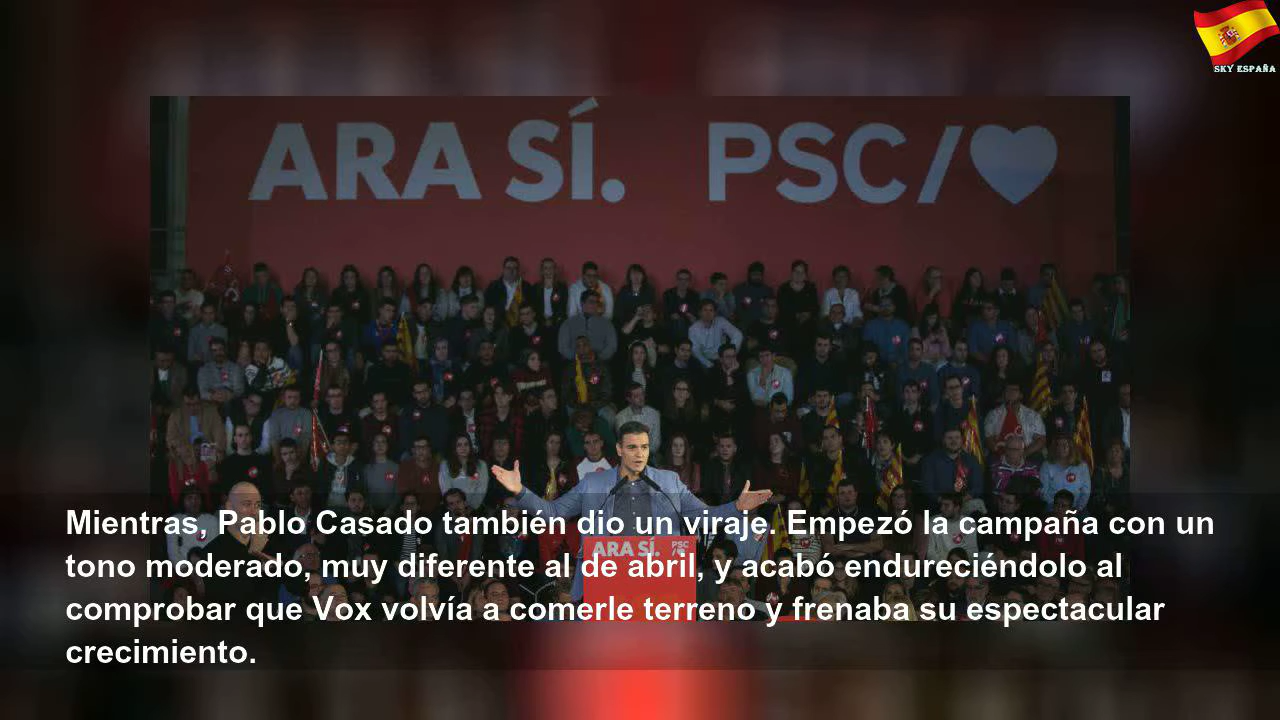 SKY ESPAÑA
ARA SÍ. PSC/
ARA SÍ. PSC
Mientras, Pablo Casado también dio un viraje. Empezó la campaña con un
tono moderado, muy diferente al de abril, y acabó endureciéndolo al
comprobar que Vox volvía a comerle terreno y frenaba su espectacular
crecimiento.